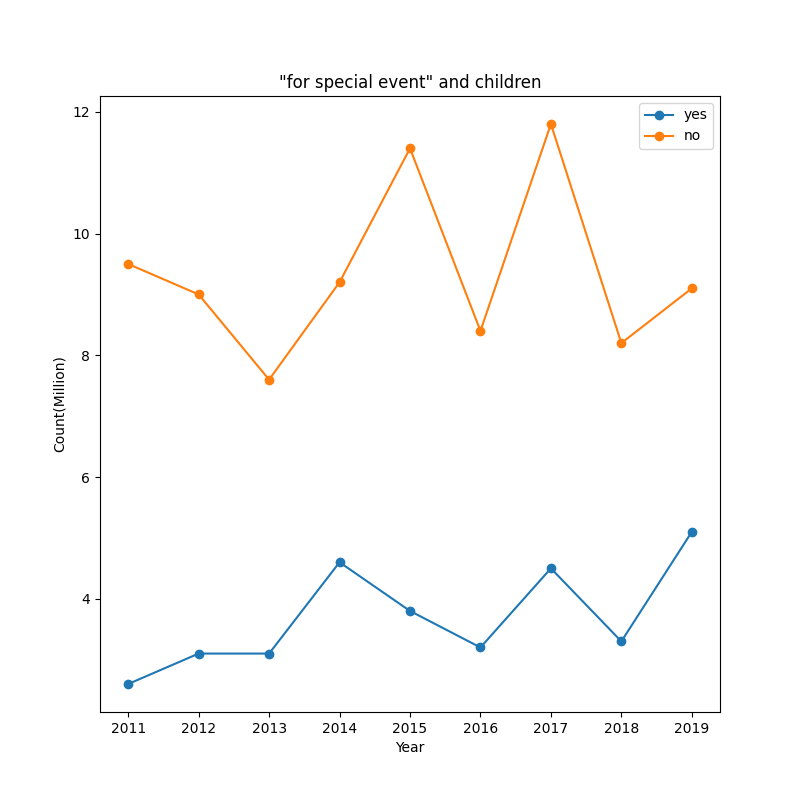 "for special event" and children
yes
no
12
10
8
6
4
Count(Million)
2011 2012 2013 2014 2015 2016 2017 2018 2019
Year